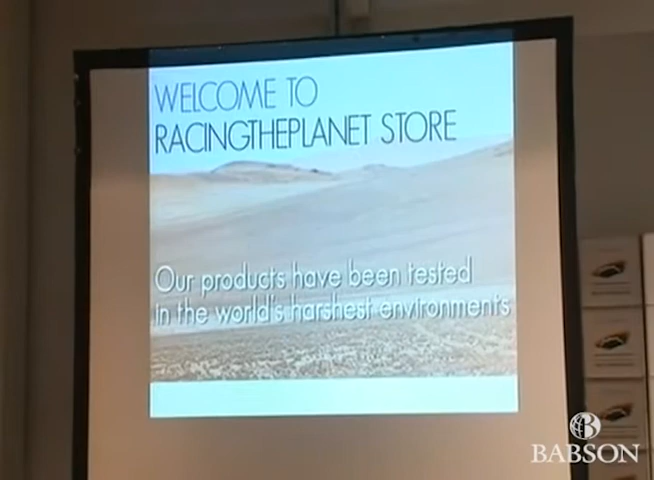 WELCOME TO
RACINGTHEPLANET STORE
Our products have been tested
in the world's harshest environments
BABSON